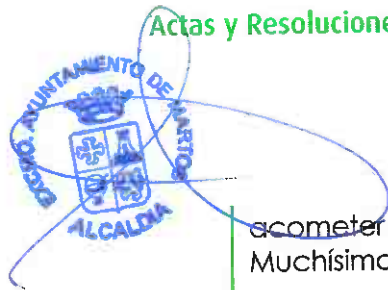 Actas y Resolucione
EXCMO. AYUNTAMIENTO DE MARTOS
ALCALDIA
acometer
Muchísimo